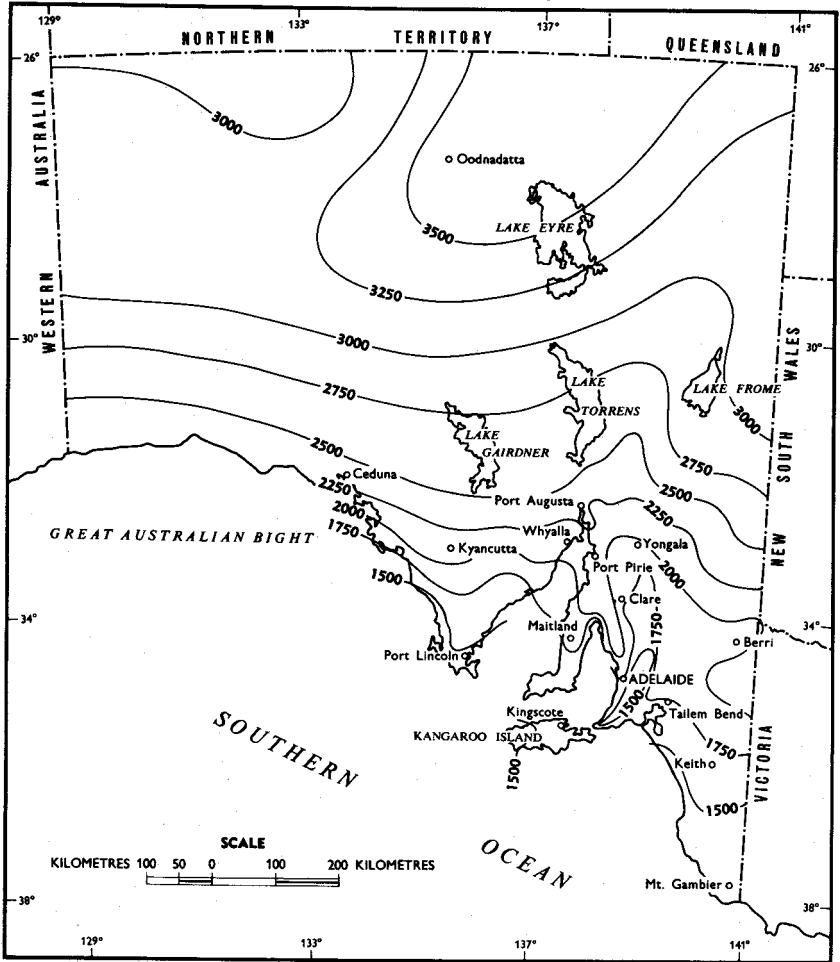 129°
133°
137°
141°
NORTHERN TERRITORY QUEENSLAND
26°
26°
3000
WESTERN AUSTRALIA
Oodnadatta
LAKE EYRE
3500
3250
30°
3000
30°
2750
LAKE TORRENS
LAKE FROME
3000
NEW SOUTH WALES
2500
LAKE GAIRDNER
2750
Ceduna
2500
2250
Port Augusta
2250
2000
GREAT AUSTRALIAN BIGHT
1750
Whyalla
Kyancutta
Yongala
Port Pirie
2000
1500
Clare
34°
34°
Maitland
1750
Berri
Port Lincoln
ADELAIDE
1500
Kingscote
Tailem Bend
SOUTHERN
KANGAROO ISLAND
1750
1500
Keith
VICTORIA
1500
SCALE
KILOMETRES 100 50 0 100 200 KILOMETRES
OCEAN
Mt. Gambier
38°
38°
129°
133°
137°
141°